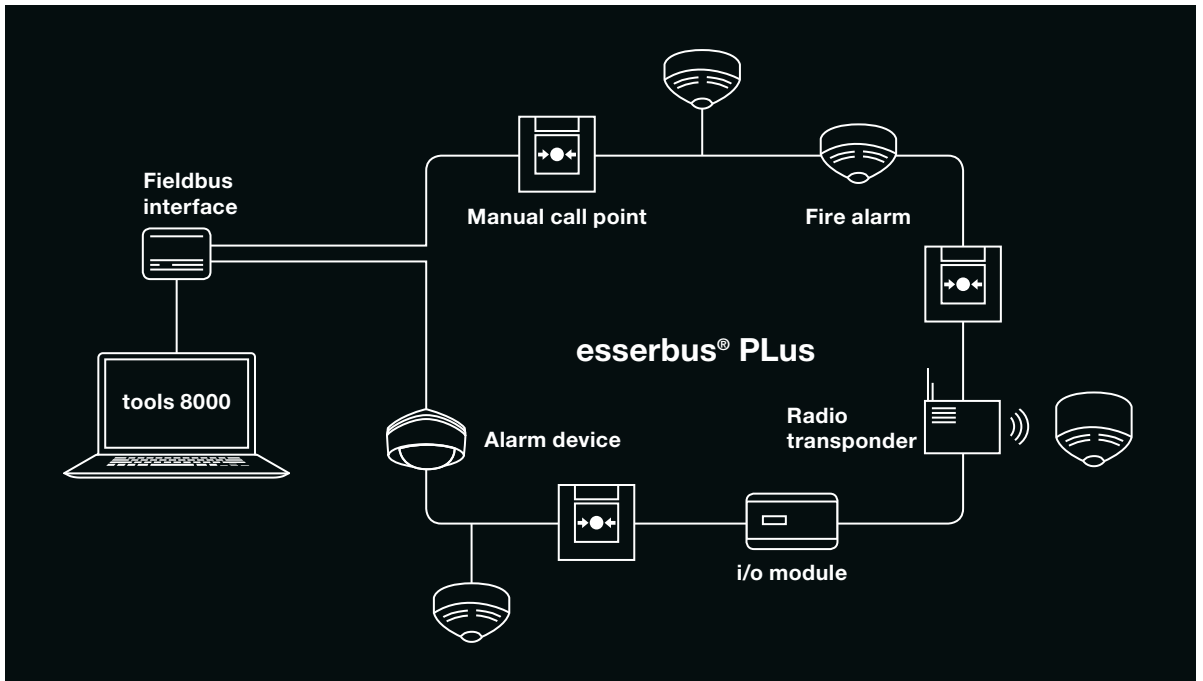 Fieldbus
interface
Manual call point
Fire alarm
esserbus® PLus
tools 8000
Alarm device
Radio
transponder
i/o module